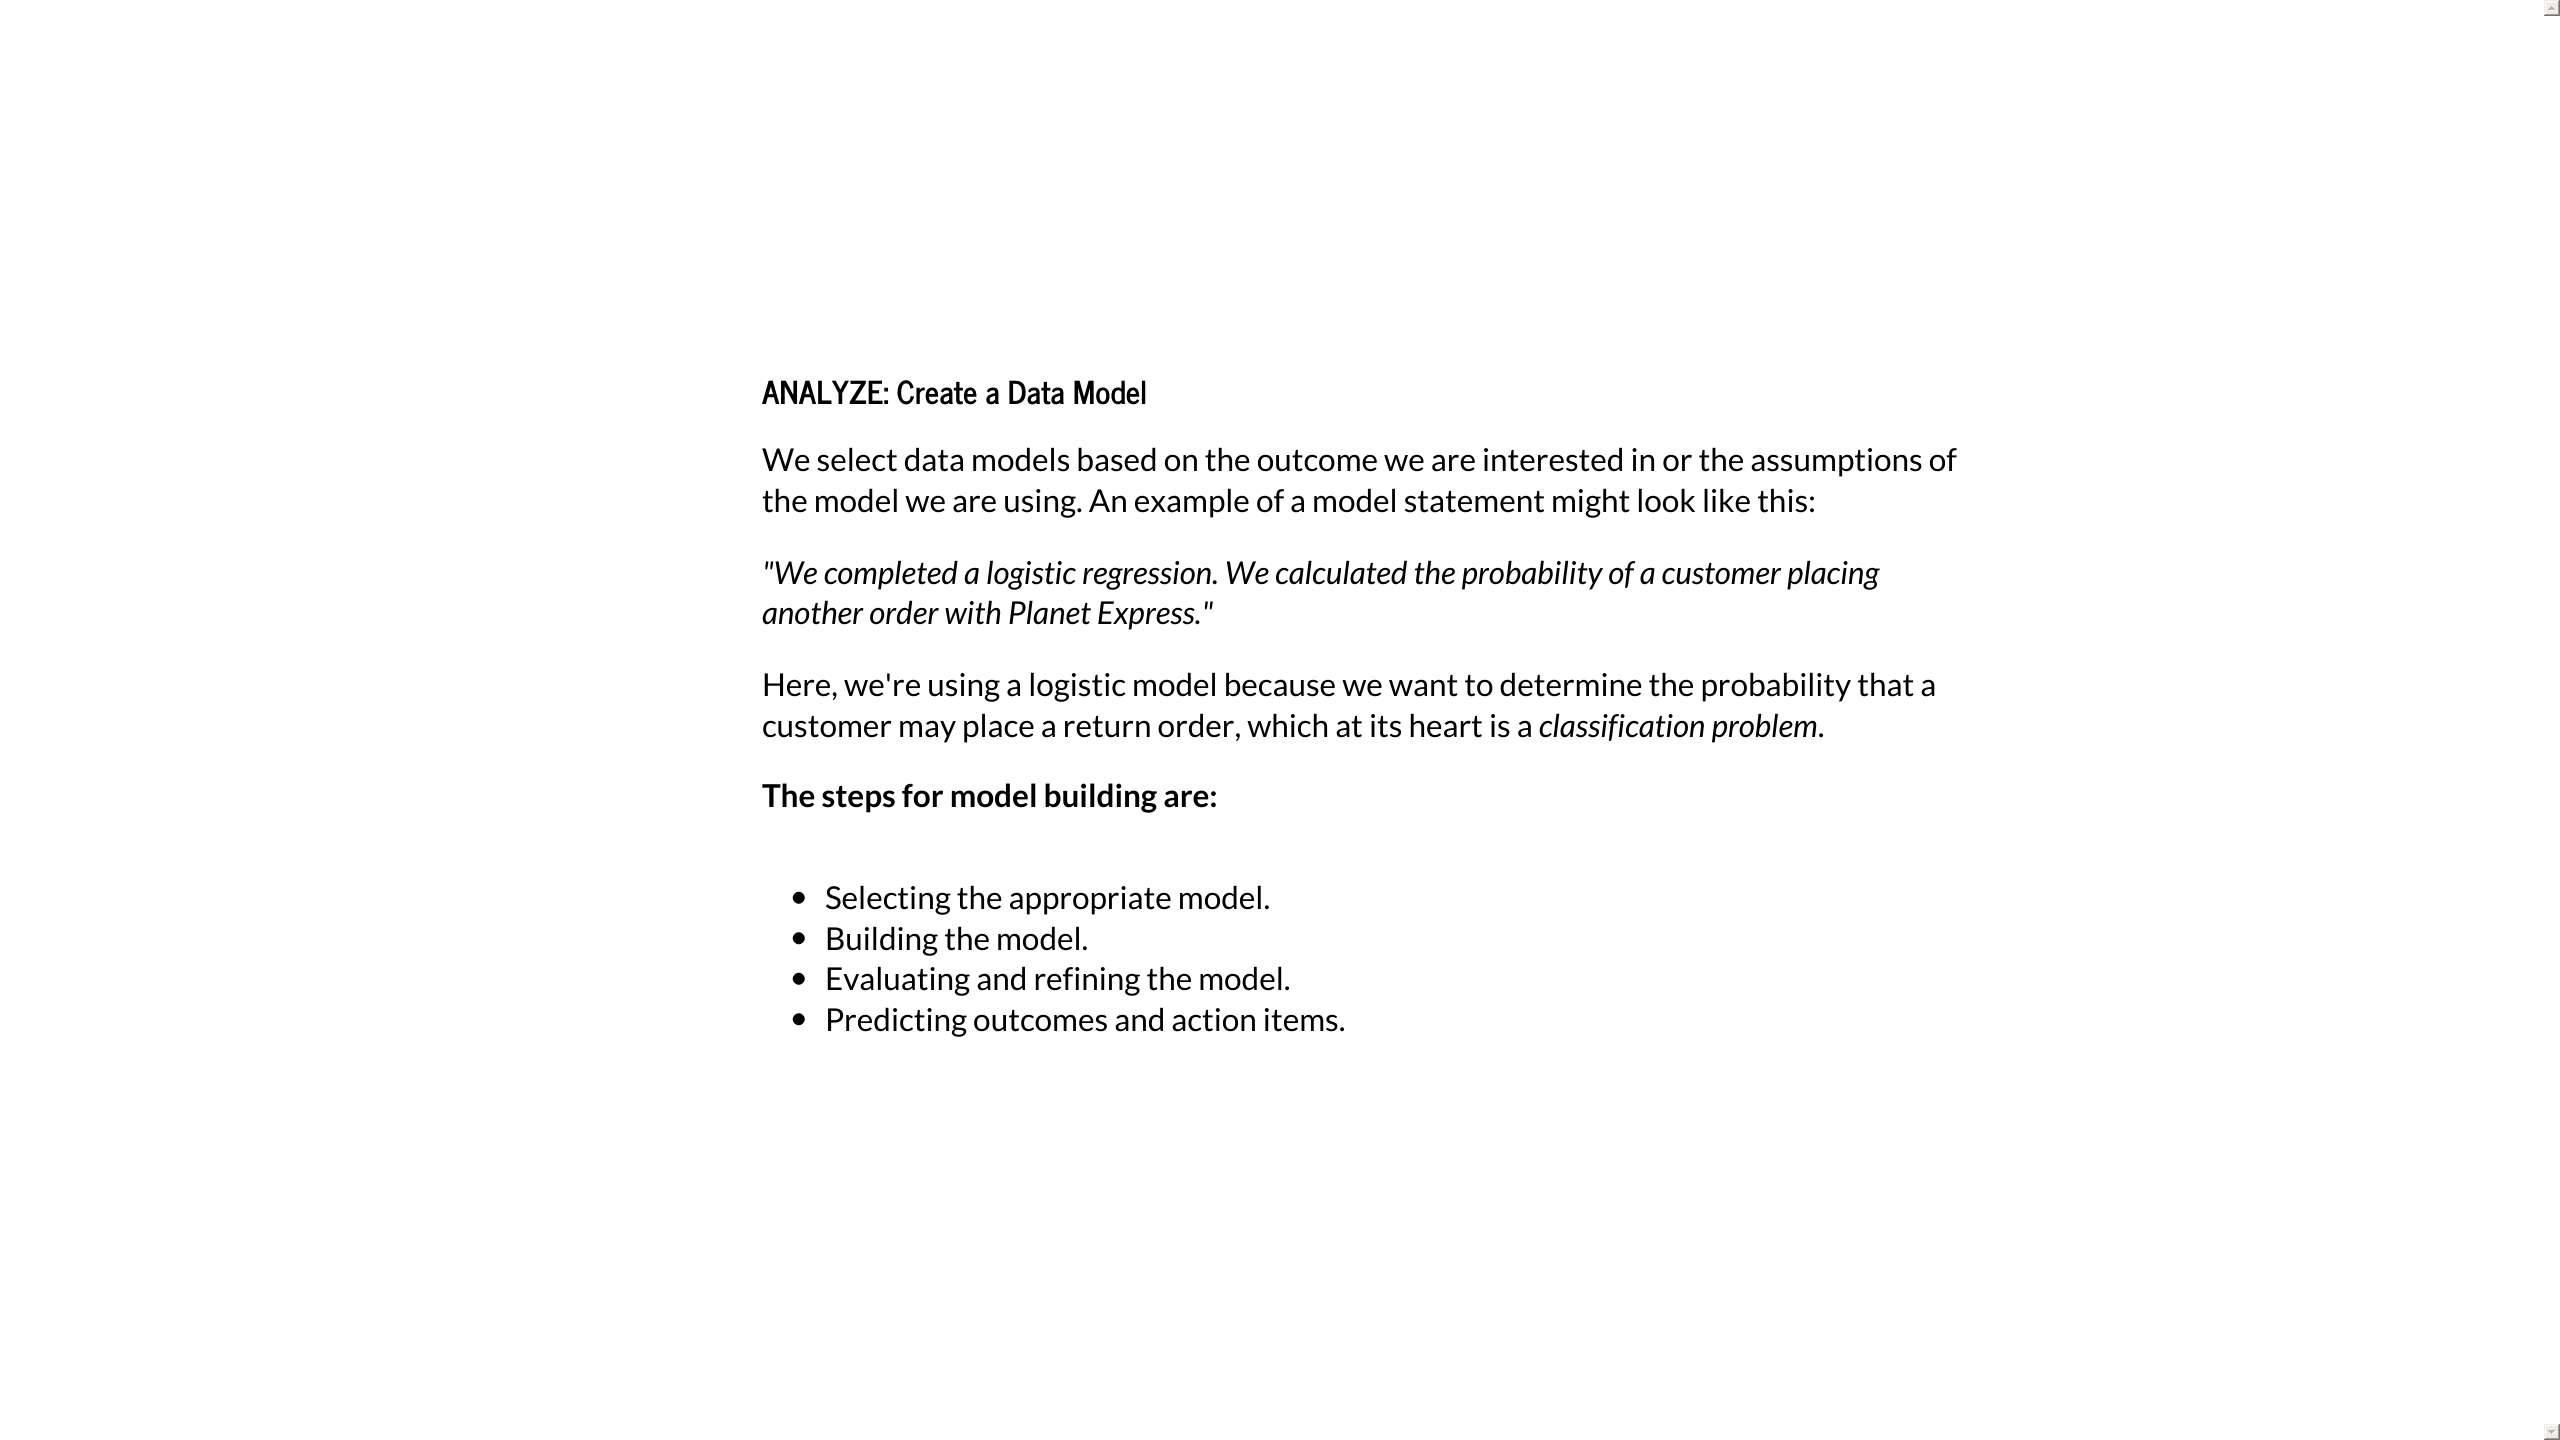 ANALYZE: Create a Data Model
We select data models based on the outcome we are interested in or the assumptions of
the model we are using. An example of a model statement might look like this:
"We completed a logistic regression. We calculated the probability of a customer placing
another order with Planet Express."
Here, we're using a logistic model because we want to determine the probability that a
customer may place a return order, which at its heart is a classification problem.
The steps for model building are:
• Selecting the appropriate model.
• Building the model.
• Evaluating and refining the model.
• Predicting outcomes and action items.